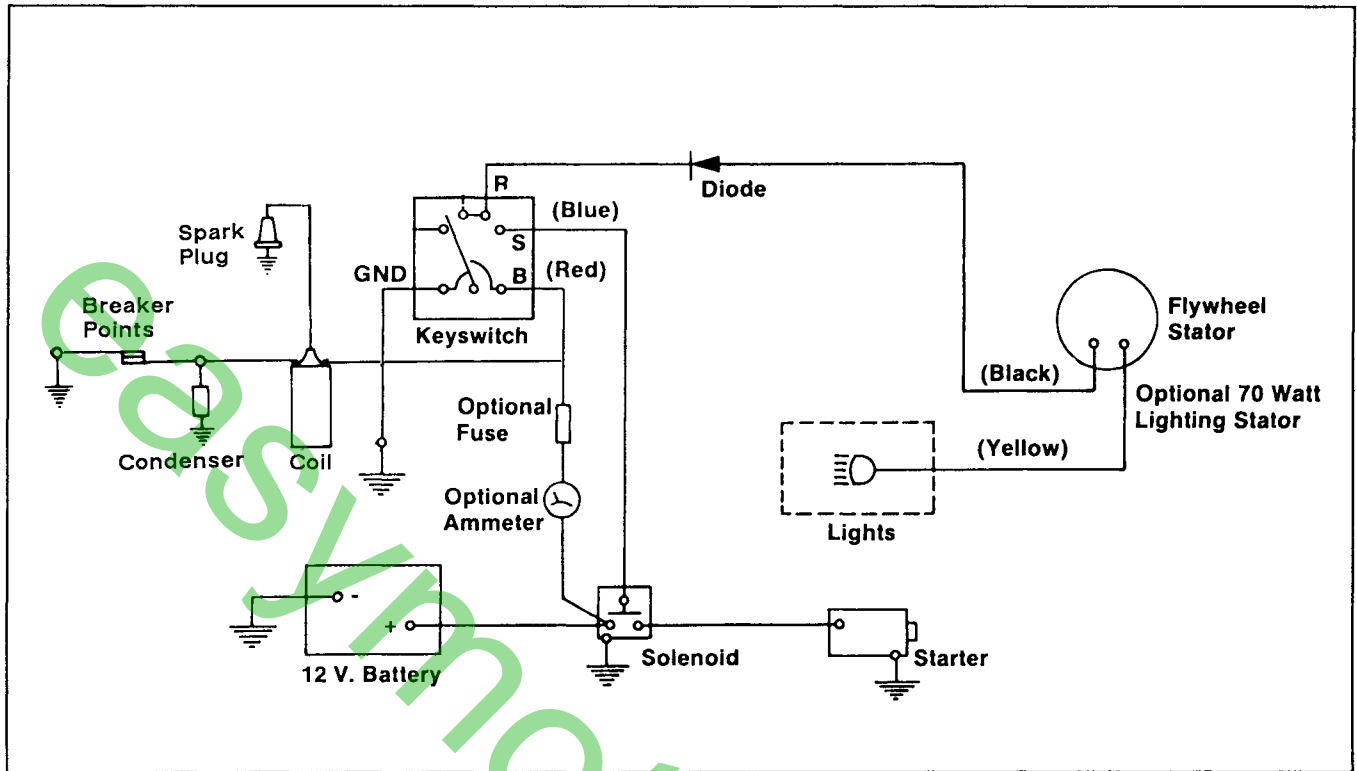 R
Diode
(Blue)
Spark
Plug
S
GND
B
(Red)
Keyswitch
Breaker
Points
Flywheel
Stator
(Black)
Optional 70 Watt
Lighting Stator
Optional
Fuse
(Yellow)
Condenser
Coil
Optional
Ammeter
Lights
-
+
12 V. Battery
Solenoid
Starter
easymo